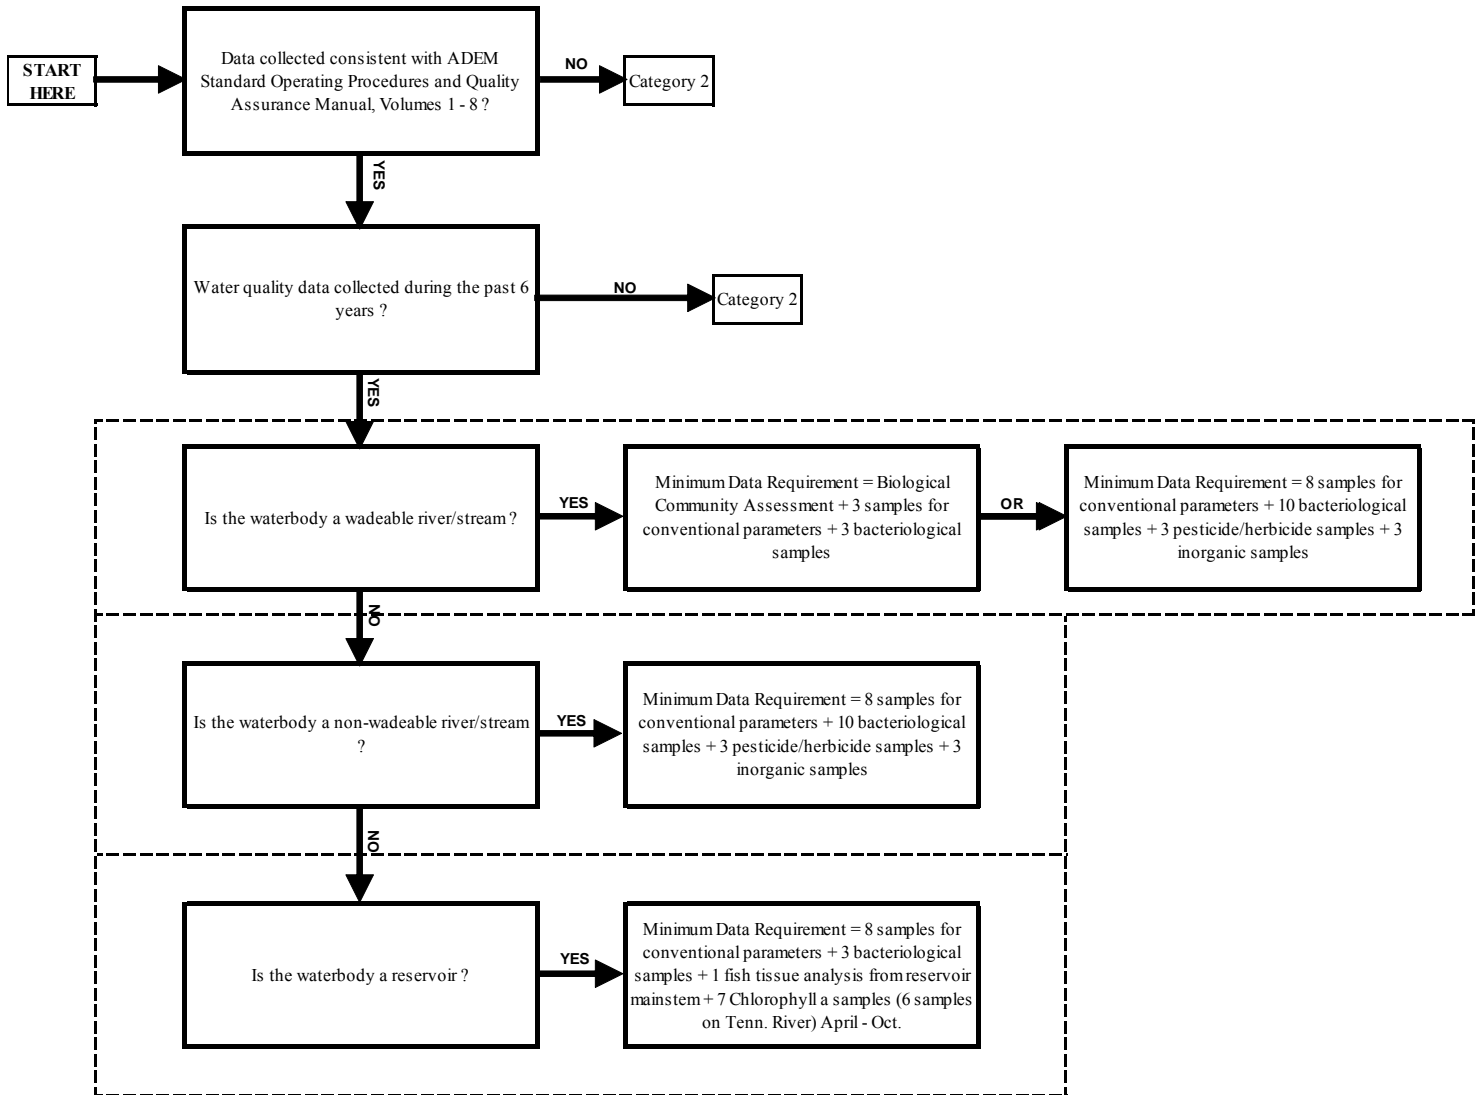 START
HERE
Data collected consistent with ADEM
Standard Operating Procedures and Quality
Assurance Manual, Volumes 1 - 8 ?
NO
Category 2
YES
Water quality data collected during the past 6
years ?
NO
Category 2
YES
Is the waterbody a wadeable river/stream ?
YES
Minimum Data Requirement = Biological
Community Assessment + 3 samples for
conventional parameters + 3 bacteriological
samples
OR
Minimum Data Requirement = 8 samples for
conventional parameters + 10 bacteriological
samples + 3 pesticide/herbicide samples + 3
inorganic samples
NO
Is the waterbody a non-wadeable river/stream
?
YES
Minimum Data Requirement = 8 samples for
conventional parameters + 10 bacteriological
samples + 3 pesticide/herbicide samples + 3
inorganic samples
NO
Is the waterbody a reservoir ?
YES
Minimum Data Requirement = 8 samples for
conventional parameters + 3 bacteriological
samples + 1 fish tissue analysis from reservoir
mainstem + 7 Chlorophyll a samples (6 samples
on Tenn. River) April - Oct.